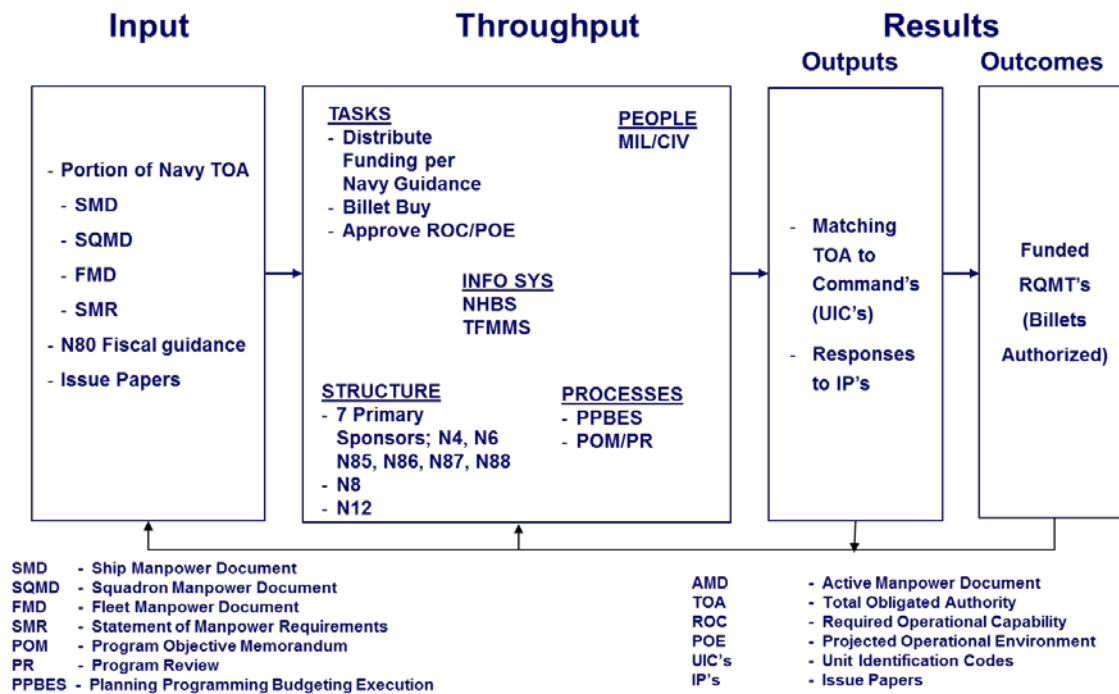 Input
Throughput
Results
Outputs
Outcomes
- Portion of Navy TOA
- SMD
- SQMD
- FMD
- SMR
- N80 Fiscal guidance
- Issue Papers
TASKS
- Distribute
Funding per
Navy Guidance
- Billet Buy
- Approve ROC/POE
PEOPLE
MIL/CIV
INFO SYS
NHBS
TFMMS
STRUCTURE
- 7 Primary
Sponsors; N4, N6
N85, N86, N87, N88
- N8
- N12
PROCESSES
- PPBES
- POM/PR
- Matching
TOA to
Command's
(UIC's)
- Responses
to IP's
Funded
RQMT's
(Billets
Authorized)
SMD - Ship Manpower Document
SQMD - Squadron Manpower Document
FMD - Fleet Manpower Document
SMR - Statement of Manpower Requirements
POM - Program Objective Memorandum
PR - Program Review
PPBES - Planning Programming Budgeting Execution
AMD - Active Manpower Document
TOA - Total Obligated Authority
ROC - Required Operational Capability
POE - Projected Operational Environment
UIC's - Unit Identification Codes
IP's - Issue Papers